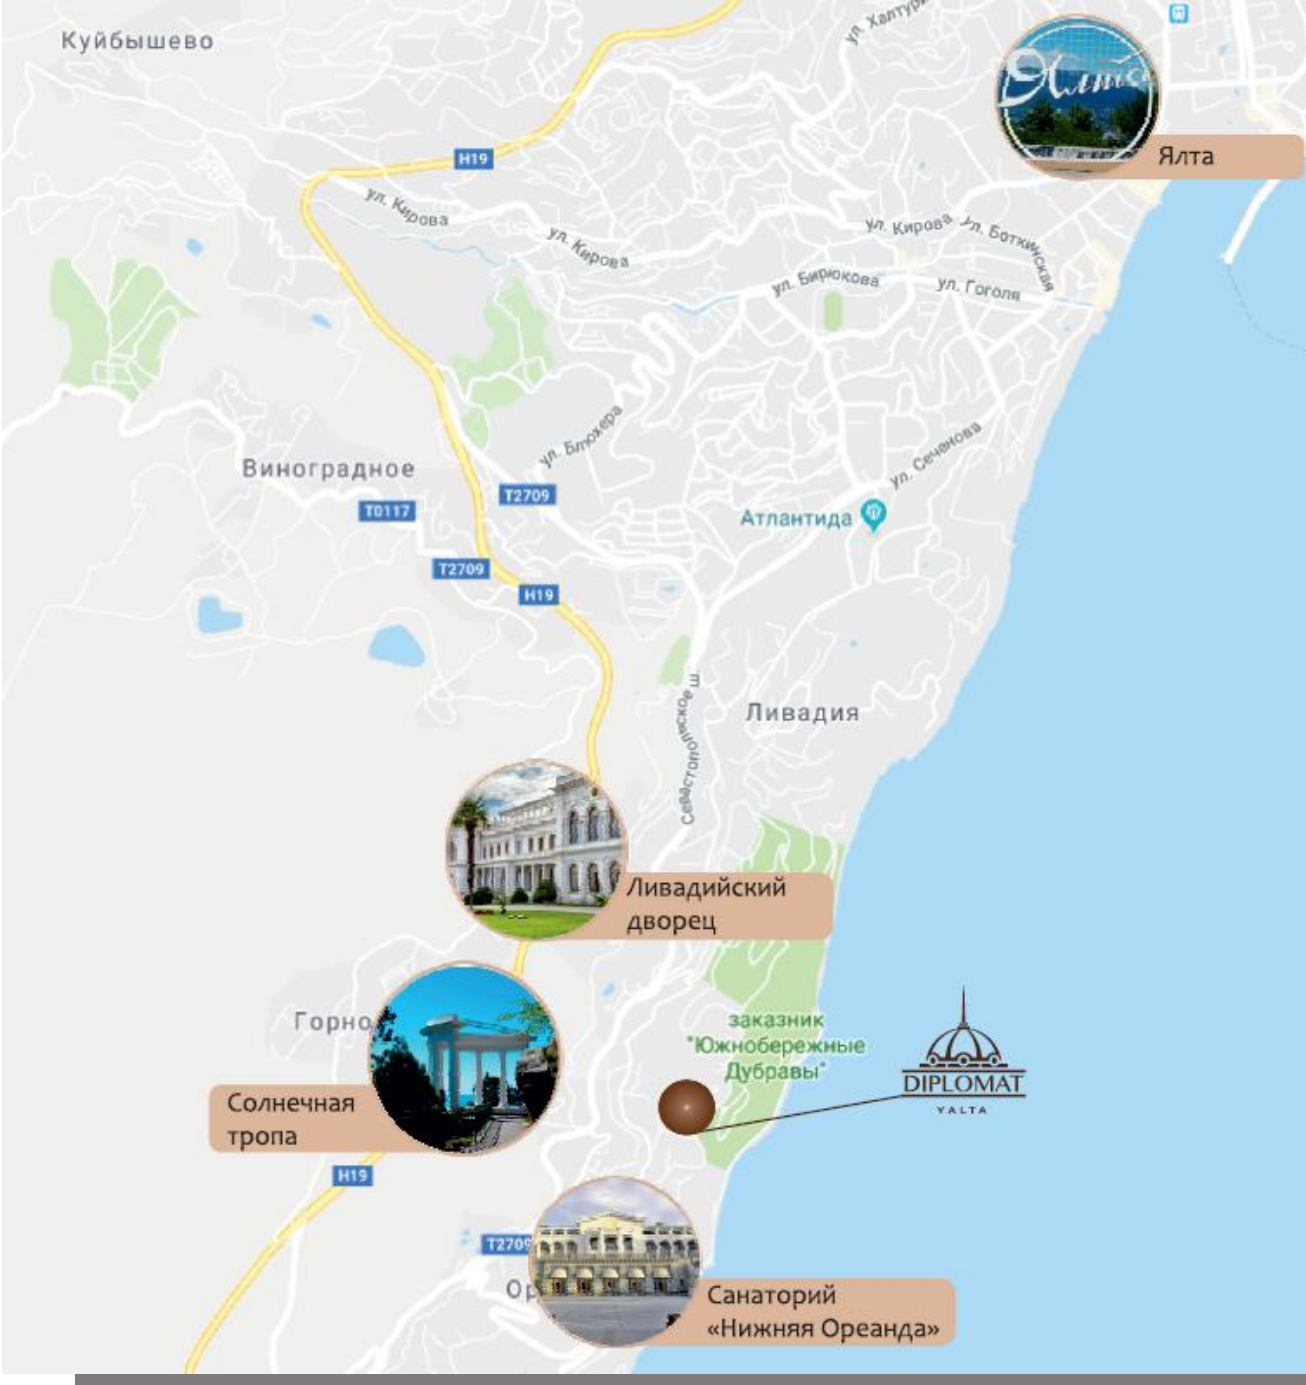 Куйбышево
ул. Халтури
Ялта
Ялта
H19
ул. Кирова
ул. Кирова
ул. Кирова
ул. Боткинская
ул. Бирюкова
ул. Гоголя
ул. Блюхера
ул. Сеченова
Виноградное
T2709
T0117
Атлантида
T2709
H19
Севастопольское ш.
Ливадия
Ливадийский
дворец
Горно
заказник
"Южнобережные
Дубравы"
DIPLOMAT
YALTA
Солнечная
тропа
H19
T2709
Ор
Санаторий
«Нижняя Ореанда»